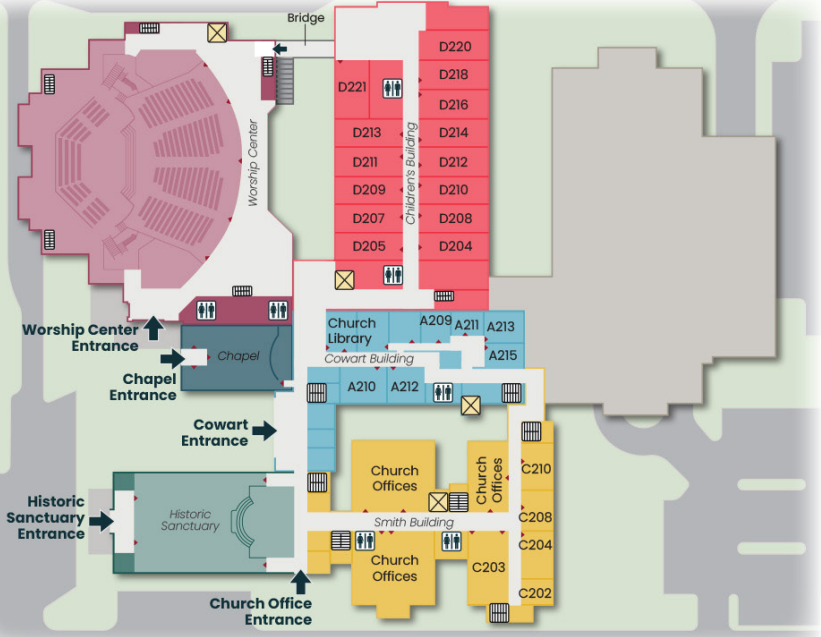 Bridge
D220
D218
D221
D216
D213
D214
D211
D212
D209
D210
D207
D208
D205
D204
Children's Building
Worship Center
Worship Center
Entrance
Chapel
Chapel
Entrance
Church
Library
A209
A211
A213
A215
Cowart Building
A210
A212
Cowart
Entrance
Church
Offices
Church
Offices
C210
Historic
Sanctuary
Entrance
Historic
Sanctuary
Smith Building
C208
C204
Church
Offices
C203
C202
Church Office
Entrance